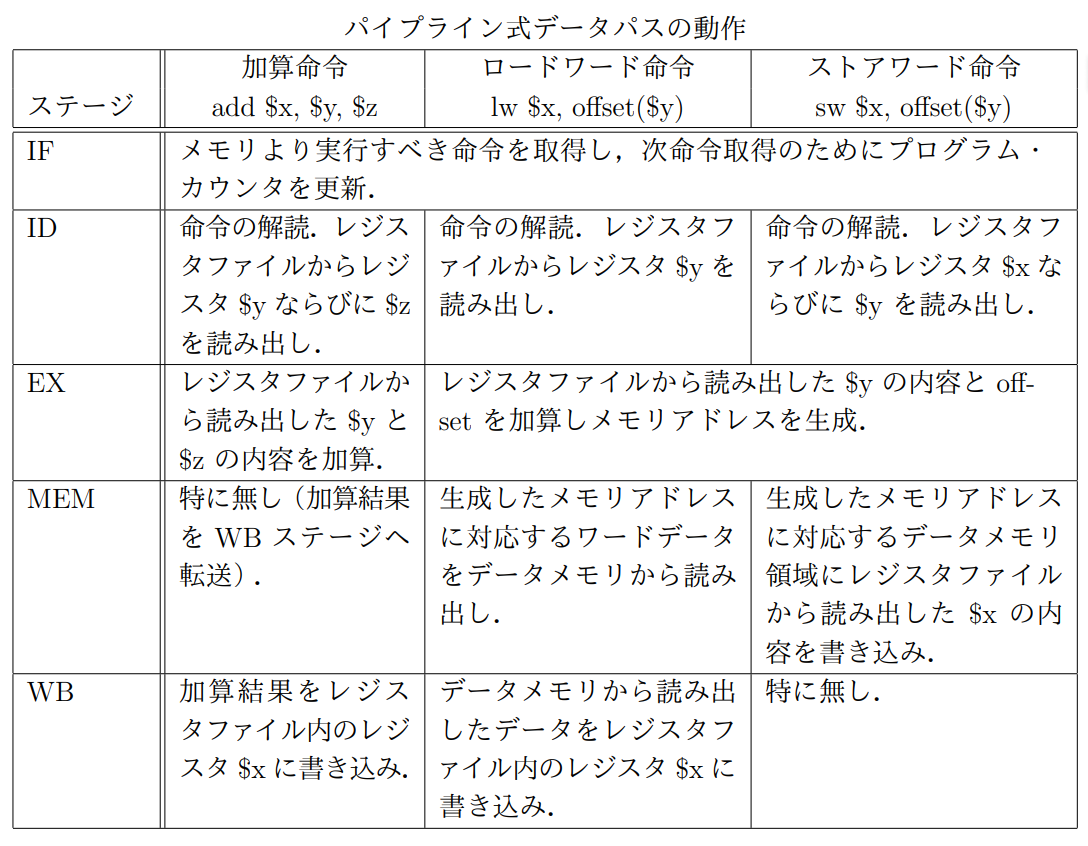 パイプライン式データパスの動作
加算命令 ロードワード命令 ストアワード命令
ステージ add $x, $y, $z lw $x, offset($y) sw $x, offset($y)
IF メモリより実行すべき命令を取得し，次命令取得のためにプログラム・
カウンタを更新．
ID
命令の解読．レジス
タファイルからレジ
スタ $y ならびに $z
を読み出し．
命令の解読．レジスタフ
ァイルからレジスタ $y を
読み出し．
命令の解読．レジスタフ
ァイルからレジスタ $x な
らびに $y を読み出し．
EX
レジスタファイルか
ら読み出した $y と
$z の内容を加算．
レジスタファイルから読み出した $y の内容と off-
set を加算しメモリアドレスを生成．
MEM
特に無し（加算結果
を WB ステージへ
転送）．
生成したメモリアドレス
に対応するワードデータ
をデータメモリから読み
出し．
生成したメモリアドレス
に対応するデータメモリ
領域にレジスタファイル
から読み出した $x の内
容を書き込み．
WB
加算結果をレジス
タファイル内のレジ
スタ $x に書き込み．
データメモリから読み出
したデータをレジスタフ
ァイル内のレジスタ $x に
書き込み．
特に無し．